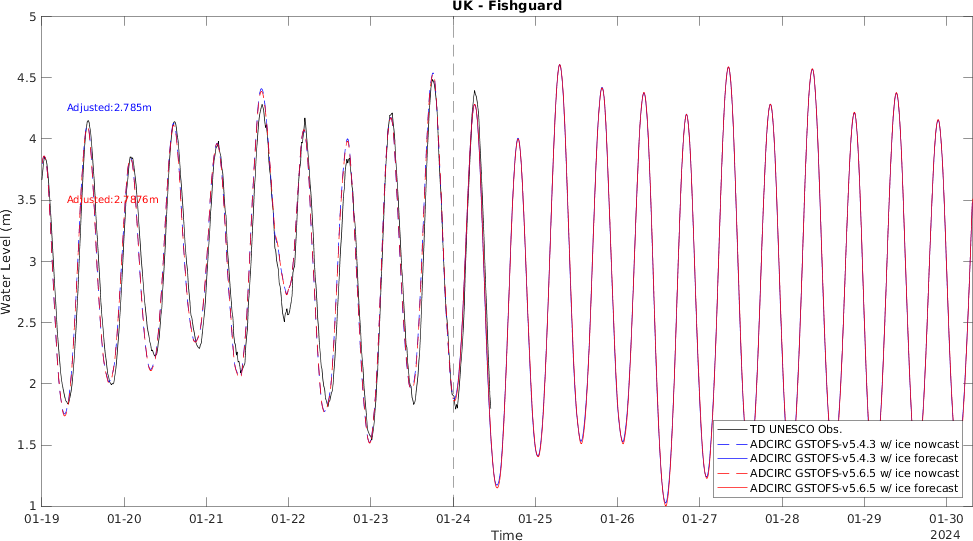 UK - Fishguard
5
4.5
4
3.5
3
2.5
2
1.5
1
Water Level (m)
Adjusted:2.785m
Adjusted:2.7876m
TD UNESCO Obs.
ADCIRC GSTOFS-v5.4.3 w/ ice nowcast
ADCIRC GSTOFS-v5.4.3 w/ ice forecast
ADCIRC GSTOFS-v5.6.5 w/ ice nowcast
ADCIRC GSTOFS-v5.6.5 w/ ice forecast
01-19 01-20 01-21 01-22 01-23 01-24 01-25 01-26 01-27 01-28 01-29 01-30
Time
2024